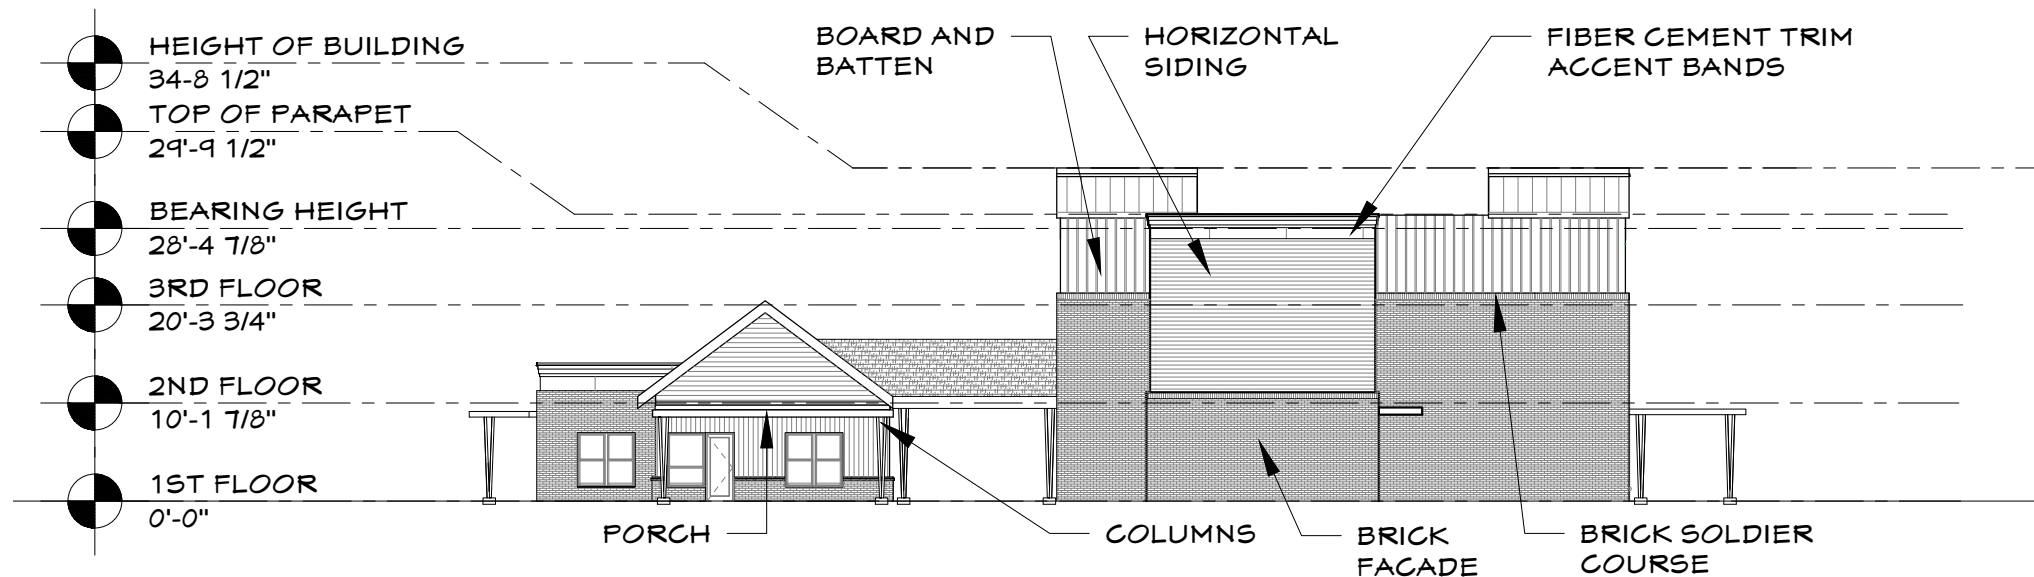 HEIGHT OF BUILDING
34-8 1/2"
TOP OF PARAPET
29'-9 1/2"
BEARING HEIGHT
28'-4 7/8"
3RD FLOOR
20'-3 3/4"
2ND FLOOR
10'-1 7/8"
1ST FLOOR
0'-0"
BOARD AND
BATTEN
HORIZONTAL
SIDING
FIBER CEMENT TRIM
ACCENT BANDS
PORCH
COLUMNS
BRICK
FACADE
BRICK SOLDIER
COURSE